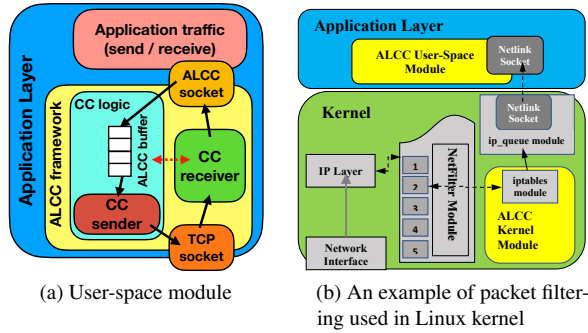 Application Layer
Application traffic
(send / receive)
ALCC framework
CC logic
ALCC buffer
ALCC
socket
CC
receiver
CC
sender
TCP
socket
(a) User-space module
Application Layer
ALCC User-Space
Module
Netlink
Socket
Kernel
Netlink
Socket
ip_queue module
IP Layer
1
2
3
4
5
NetFilter Module
iptables
module
ALCC
Kernel
Module
Network
Interface
(b) An example of packet filter-
ing used in Linux kernel